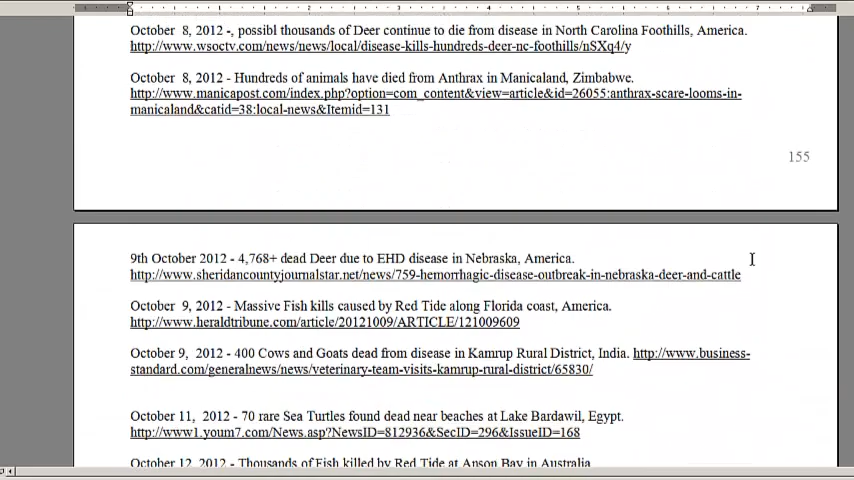 October 8, 2012 -, possibl thousands of Deer continue to die from disease in North Carolina Foothills, America.
http://www.wsoctv.com/news/news/local/disease-kills-hundreds-deer-nc-foothills/nSXq4/y
October 8, 2012 - Hundreds of animals have died from Anthrax in Manicaland, Zimbabwe.
http://www.manicapost.com/index.php?option=com_content&view=article&id=26055:anthrax-scare-looms-in-
manicaland&catid=38:local-news&Itemid=131
155
9th October 2012 - 4,768+ dead Deer due to EHD disease in Nebraska, America.
http://www.sheridancountyjournalstar.net/news/759-hemorrhagic-disease-outbreak-in-nebraska-deer-and-cattle
October 9, 2012 - Massive Fish kills caused by Red Tide along Florida coast, America.
http://www.heraldtribune.com/article/20121009/ARTICLE/121009609
October 9, 2012 - 400 Cows and Goats dead from disease in Kamrup Rural District, India. http://www.business-
standard.com/generalnews/news/veterinary-team-visits-kamrup-rural-district/65830/
October 11, 2012 - 70 rare Sea Turtles found dead near beaches at Lake Bardawil, Egypt.
http://www1.youm7.com/News.asp?NewsID=812936&SecID=296&IssueID=168
October 12, 2012 - Thousands of Fish killed by Red Tide at Anson Bay in Australia